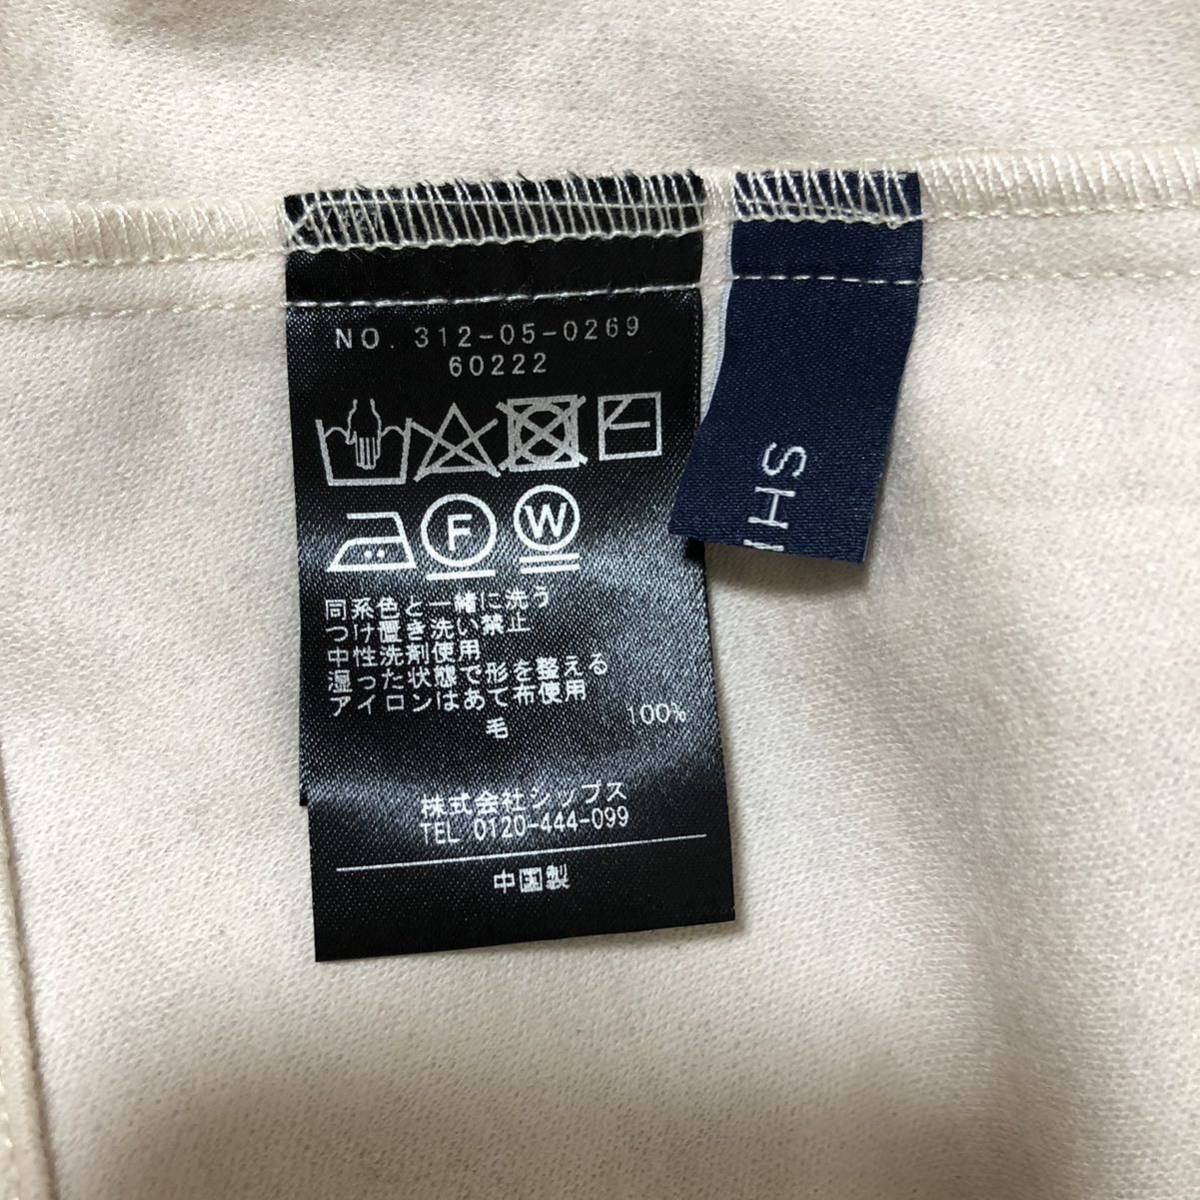 NO. 312-05-0269
60222
F
W
同系色と一緒に洗う
つけ置き洗い禁止
中性洗剤使用
湿った状態で形を整える
アイロンはあて布使用
毛 100%
株式会社シップス
TEL 0120-444-099
中国製
SH